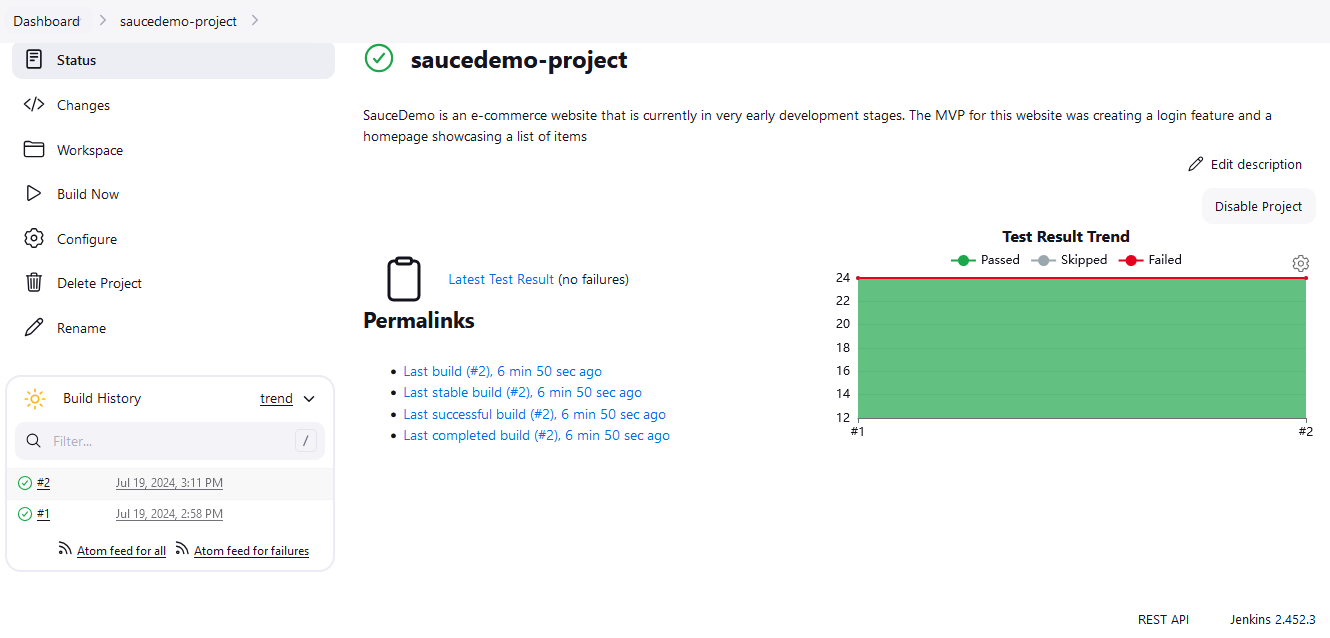 Dashboard
saucedemo-project
Status
Changes
Workspace
Build Now
Configure
Delete Project
Rename
Build History
trend
Filter...
/
#2
Jul 19, 2024, 3:11 PM
#1
Jul 19, 2024, 2:58 PM
Atom feed for all
Atom feed for failures
saucedemo-project
SauceDemo is an e-commerce website that is currently in very early development stages. The MVP for this website was creating a login feature and a
homepage showcasing a list of items
Edit description
Disable Project
Latest Test Result (no failures)
Permalinks
Last build (#2), 6 min 50 sec ago
Last stable build (#2), 6 min 50 sec ago
Last successful build (#2), 6 min 50 sec ago
Last completed build (#2), 6 min 50 sec ago
Test Result Trend
Passed Skipped Failed
24
22
20
18
16
14
12
#1 #2
REST API
Jenkins 2.452.3